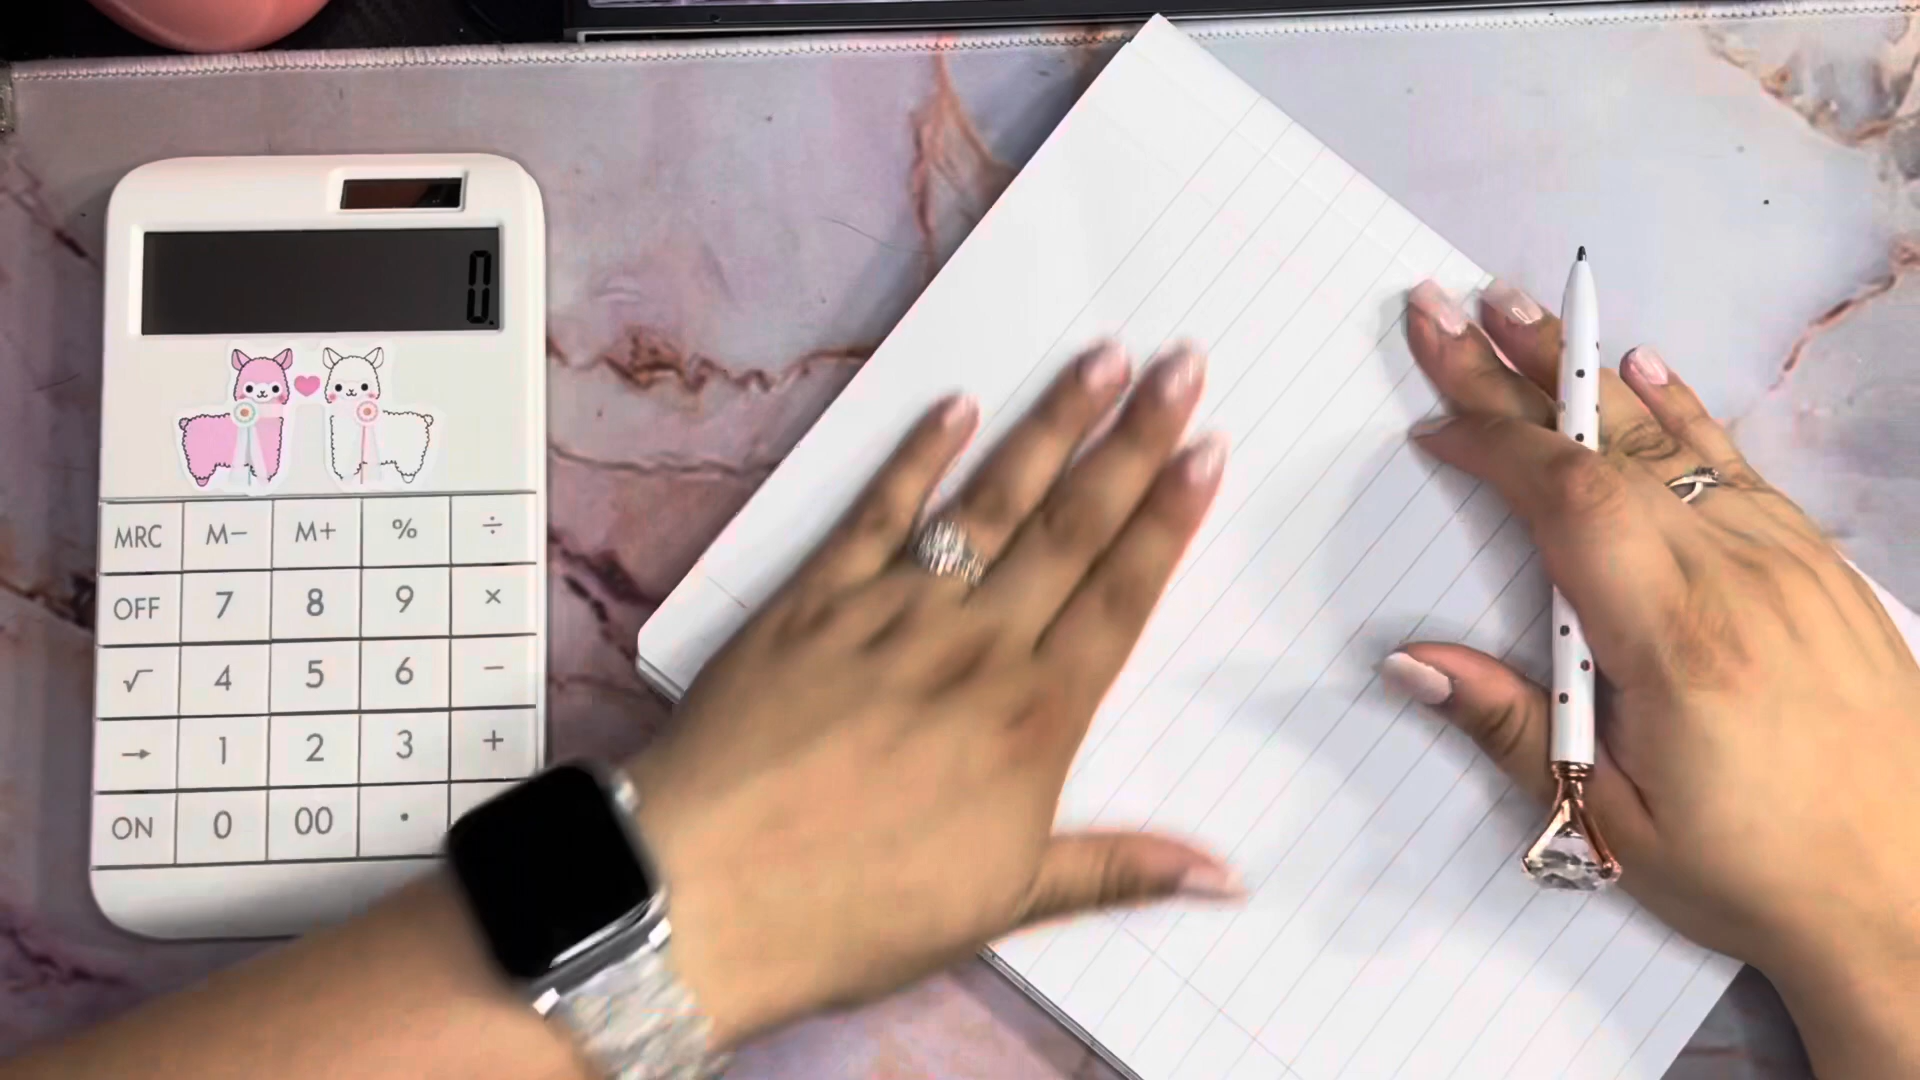 0.
MRC M− M+ % ÷
OFF 7 8 9 ×
√ 4 5 6 −
→ 1 2 3 +
ON 0 00 .